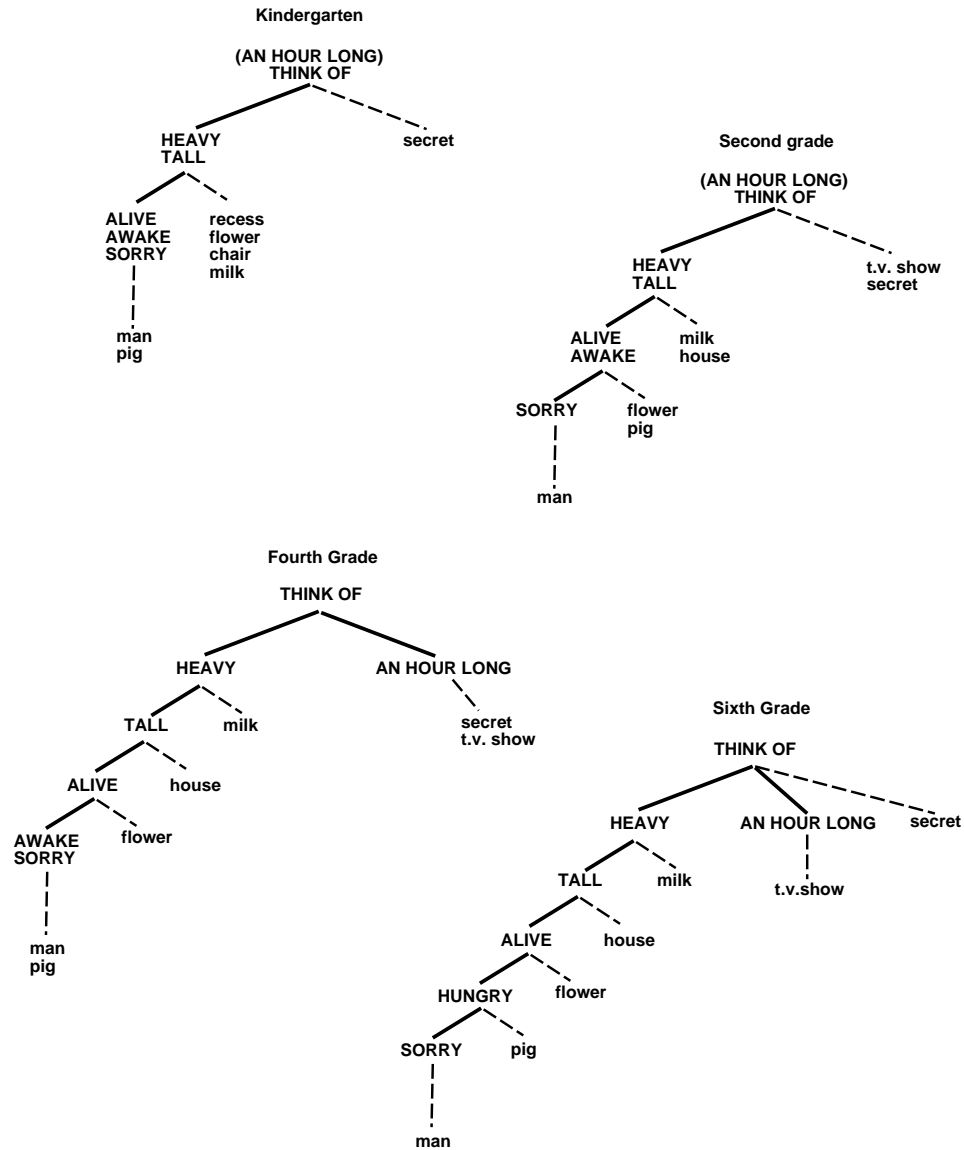 Kindergarten
(AN HOUR LONG)
THINK OF
HEAVY
TALL
secret
ALIVE
AWAKE
SORRY
recess
flower
chair
milk
man
pig
Second grade
(AN HOUR LONG)
THINK OF
HEAVY
TALL
t.v. show
secret
ALIVE
AWAKE
milk
house
SORRY
flower
pig
man
Fourth Grade
THINK OF
HEAVY
AN HOUR LONG
TALL
milk
secret
t.v. show
ALIVE
house
AWAKE
SORRY
flower
man
pig
Sixth Grade
THINK OF
HEAVY
AN HOUR LONG
secret
TALL
milk
t.v.show
ALIVE
house
HUNGRY
flower
SORRY
pig
man